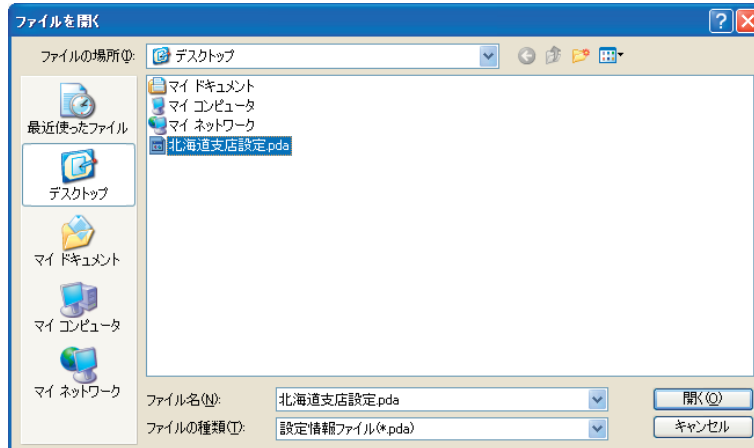 ファイルを開く
ファイルの場所(I):
デスクトップ
マイ ドキュメント
マイ コンピュータ
マイ ネットワーク
北海道支店設定.pda
最近使ったファイル
デスクトップ
マイ ドキュメント
マイ コンピュータ
マイ ネットワーク
ファイル名(N):
北海道支店設定.pda
開く(O)
ファイルの種類(T):
設定情報ファイル(*.pda)
キャンセル